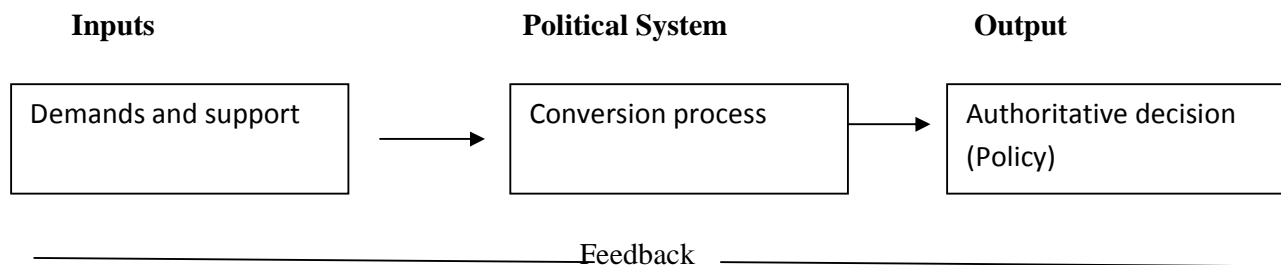 Inputs
Political System
Output
Demands and support
Conversion process
Authoritative decision
(Policy)
Feedback